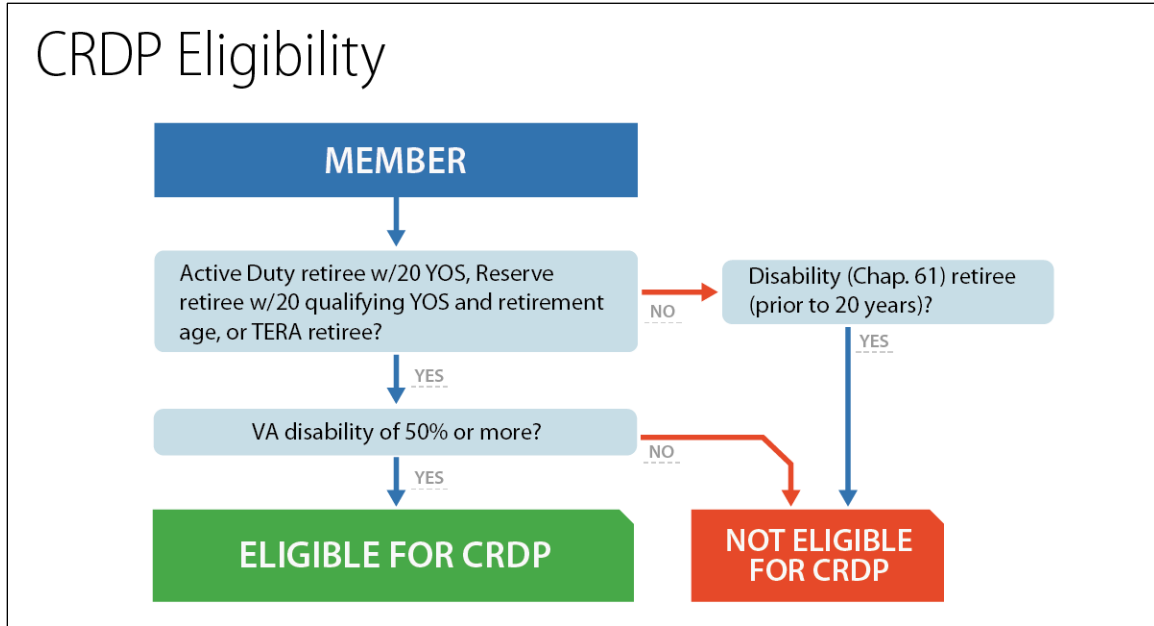 CRDP Eligibility
MEMBER
Active Duty retiree w/20 YOS, Reserve
retiree w/20 qualifying YOS and retirement
age, or TERA retiree?
NO
Disability (Chap. 61) retiree
(prior to 20 years)?
YES
YES
VA disability of 50% or more?
NO
YES
ELIGIBLE FOR CRDP
NOT ELIGIBLE
FOR CRDP